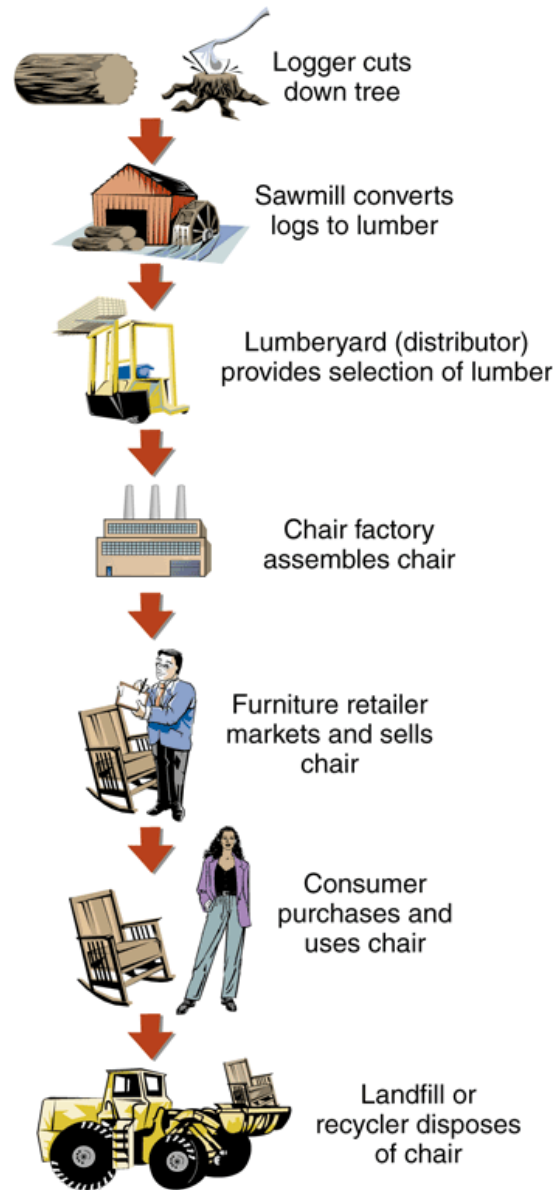 Logger cuts
down tree
Sawmill converts
logs to lumber
Lumberyard (distributor)
provides selection of lumber
Chair factory
assembles chair
Furniture retailer
markets and sells
chair
Consumer
purchases and
uses chair
Landfill or
recycler disposes
of chair